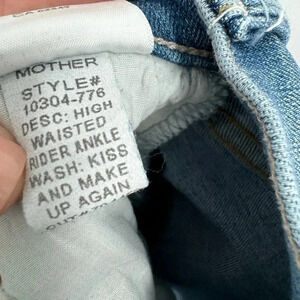 MOTHER
STYLE#
10304-776
DESC: HIGH
WAISTED
RIDER ANKLE
WASH: KISS
AND MAKE
UP AGAIN